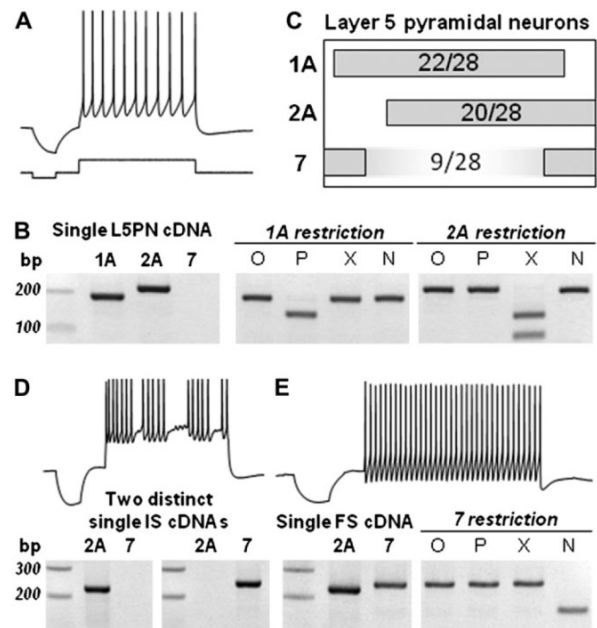 A
C Layer 5 pyramidal neurons
1A 22/28
2A 20/28
7 9/28
B Single L5PN cDNA
1A restriction
2A restriction
bp 1A 2A 7
O P X N
O P X N
200
100
D
E
Two distinct
single IS cDNAs
Single FS cDNA
7 restriction
bp 2A 7
2A 7
2A 7
O P X N
300
200